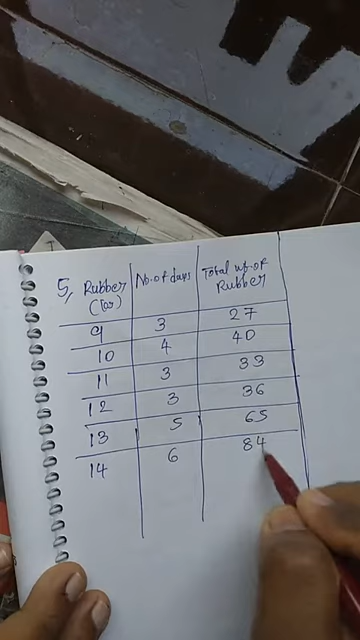 5, Rubber No. of days Total wt. of
(Tar) Rubber
9 3 27
10 4 40
11 3 33
12 3 36
13 5 65
14 6 84